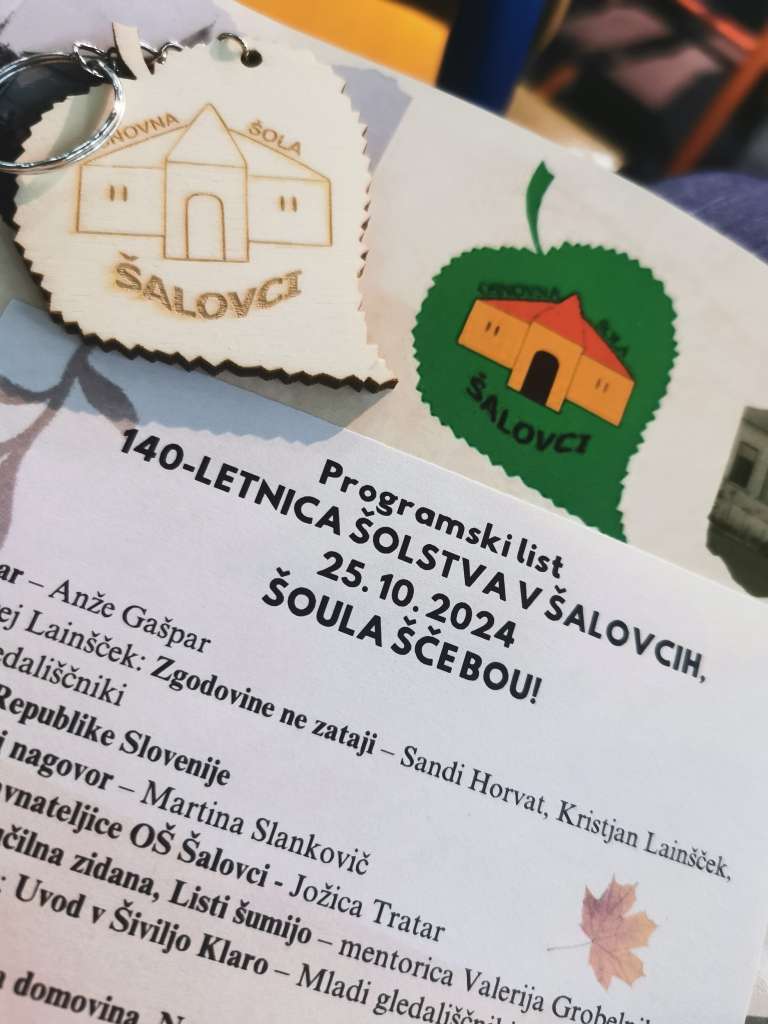 ŠOLA
ŠALOVCI
OSNOVNA
ŠALOVCI
Programski list
140-LETNICA ŠOLSTVA V ŠALOVCIH,
25. 10. 2024
ŠOULA ŠČE BOU!
– Anže Gašpar
Lainšček: Zgodovine ne zataji – Sandi Horvat, Kristjan Lainšček,
Republike Slovenije
nagovor – Martina Slankovič
OŠ Šalovci - Jožica Tratar
zidana, Listi šumijo – mentorica Valerija
Uvod v Šiviljo Klaro – Mladi
domovina